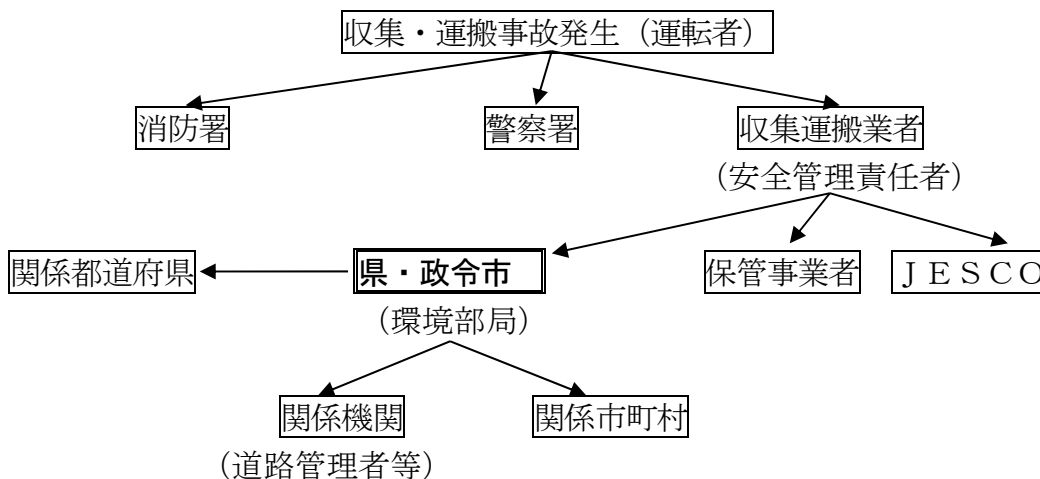 収集・運搬事故発生（運転者）
消防署
警察署
収集運搬業者
（安全管理責任者）
関係都道府県
県・政令市
保管事業者
ＪＥＳＣＯ
（環境部局）
関係機関
関係市町村
（道路管理者等）